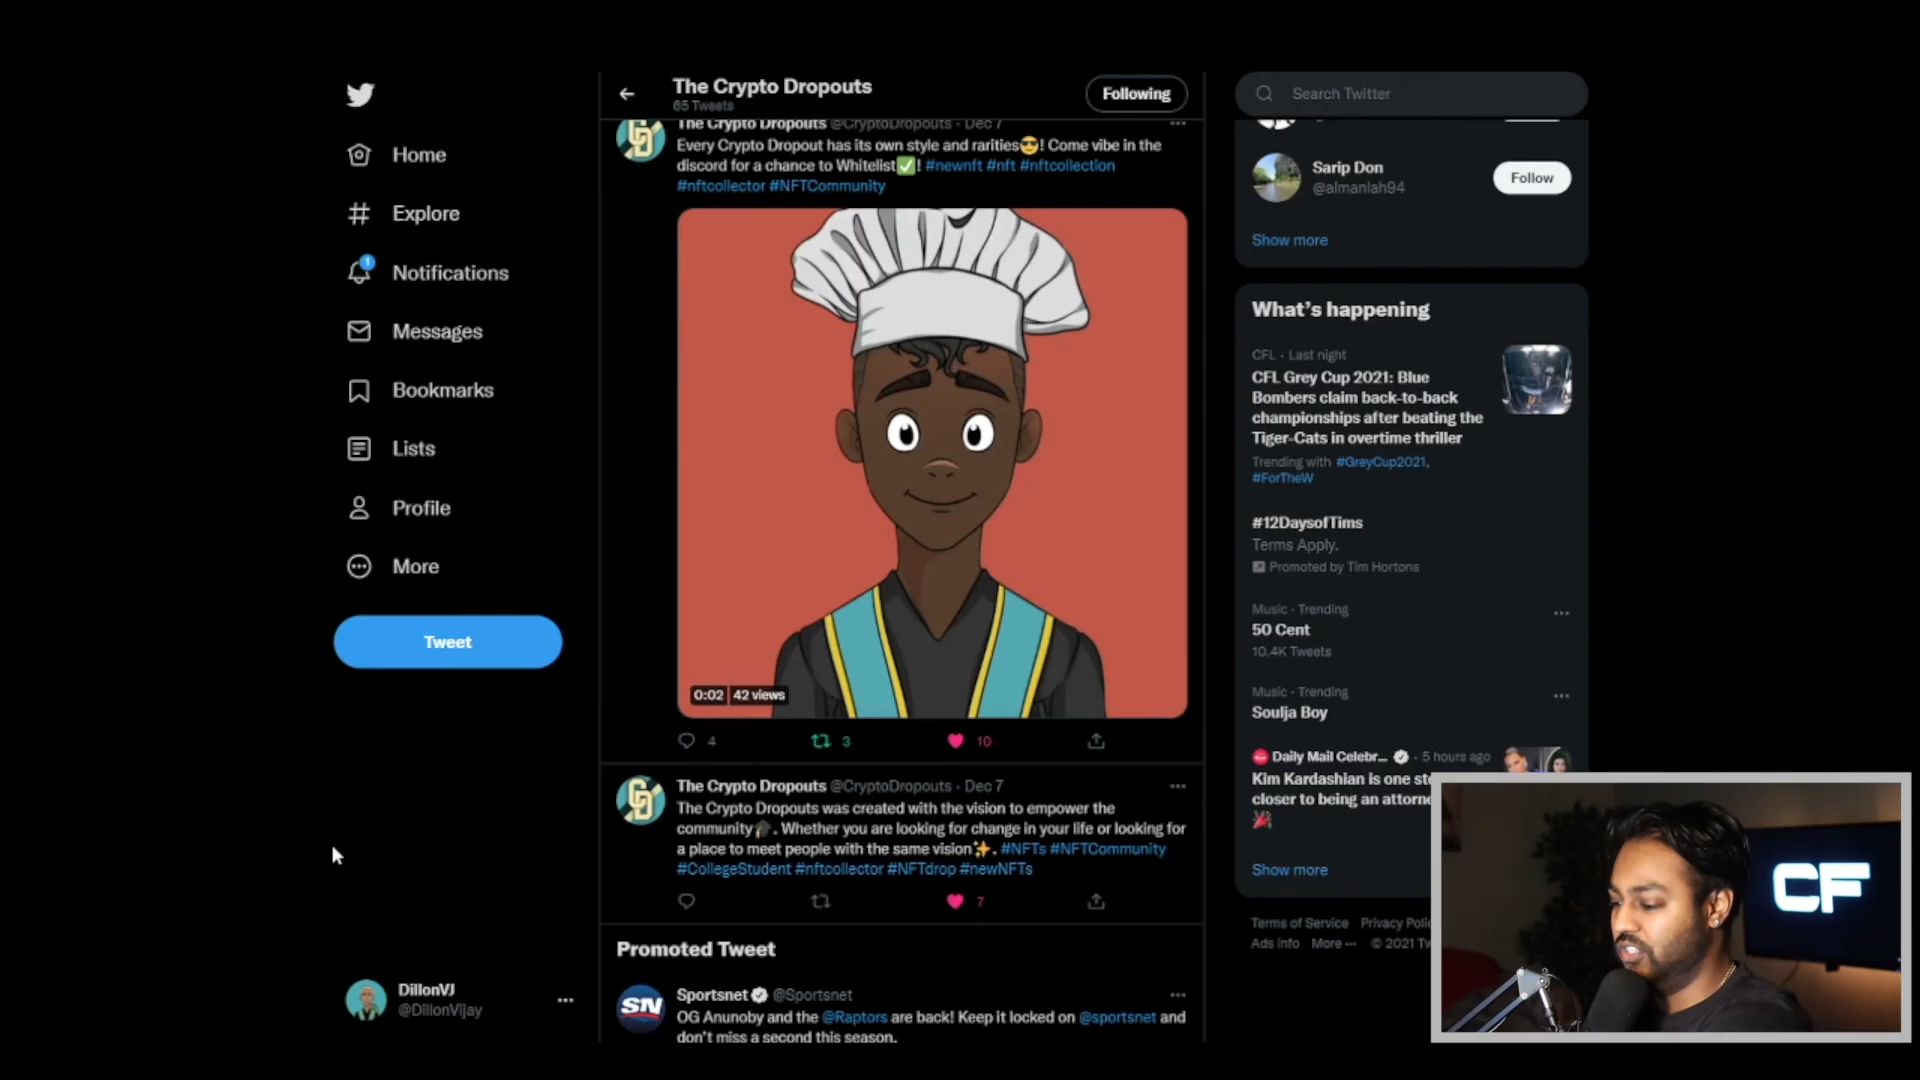 Home
Explore
1
Notifications
Messages
Bookmarks
Lists
Profile
More
Tweet
DillonVJ
@DillonVijay
The Crypto Dropouts
65 Tweets
Following
The Crypto Dropouts @CryptoDropouts · Dec 7
Every Crypto Dropout has its own style and rarities😎! Come vibe in the
discord for a chance to Whitelist✅! #newnft #nft #nftcollection
#nftcollector #NFTCommunity
0:02 42 views
4
3
10
The Crypto Dropouts @CryptoDropouts · Dec 7
The Crypto Dropouts was created with the vision to empower the
community🎓. Whether you are looking for change in your life or looking for
a place to meet people with the same vision✨. #NFTs #NFTCommunity
#CollegeStudent #nftcollector #NFTdrop #newNFTs
7
Promoted Tweet
SN
Sportsnet @Sportsnet
OG Anunoby and the @Raptors are back! Keep it locked on @sportsnet and
don't miss a second this season.
Search Twitter
Sarip Don
@almanlah94
Follow
Show more
What's happening
CFL · Last night
CFL Grey Cup 2021: Blue
Bombers claim back-to-back
championships after beating the
Tiger-Cats in overtime thriller
Trending with #GreyCup2021,
#ForTheW
#12DaysofTims
Terms Apply.
Promoted by Tim Hortons
Music · Trending
50 Cent
10.4K Tweets
Music · Trending
Soulja Boy
Daily Mail Celebr... · 5 hours ago
Kim Kardashian is one
closer to being an
Show more
Terms of Service Privacy
Ads info More ··· © 2021
CF